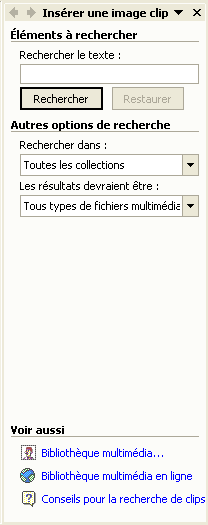 Insérer une image clip
Éléments à rechercher
Rechercher le texte :
Rechercher
Restaurer
Autres options de recherche
Rechercher dans :
Toutes les collections
Les résultats devraient être :
Tous types de fichiers multimédia
Voir aussi
Bibliothèque multimédia...
Bibliothèque multimédia en ligne
Conseils pour la recherche de clips